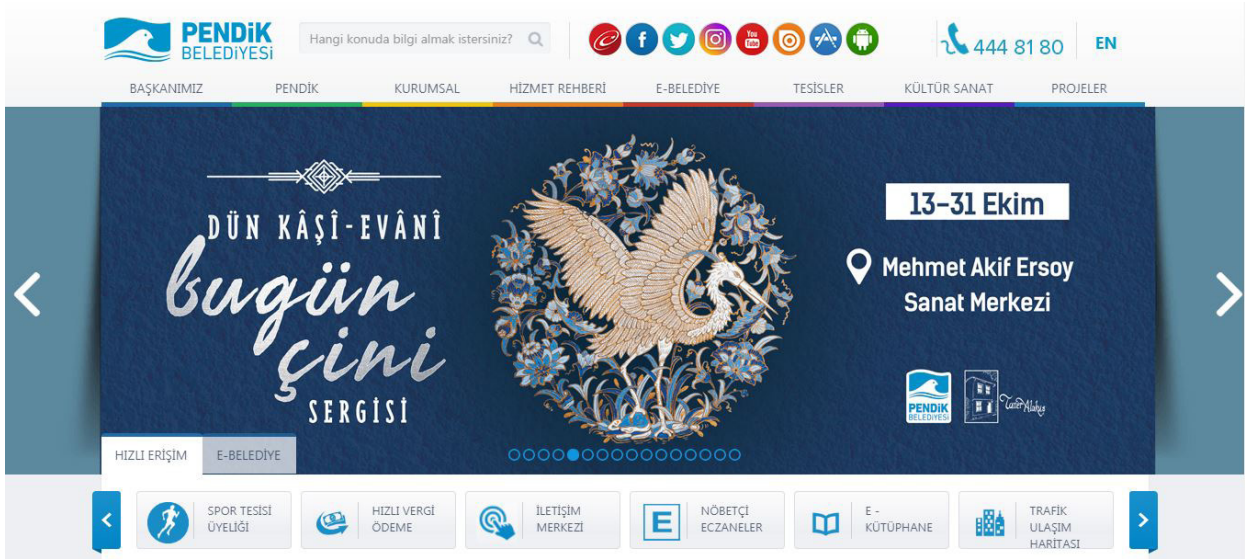 PENDİK
BELEDİYESİ
Hangi konuda bilgi almak istersiniz?
You
Tube
444 81 80
EN
BAŞKANIMIZ
PENDİK
KURUMSAL
HİZMET REHBERİ
E-BELEDİYE
TESİSLER
KÜLTÜR SANAT
PROJELER
DÜN KÂŞÎ-EVÂNÎ
bugün
çini
SERGİSİ
13-31 Ekim
Mehmet Akif Ersoy
Sanat Merkezi
PENDİK
BELEDİYESİ
HIZLI ERİŞİM
E-BELEDİYE
SPOR TESİSİ
ÜYELİĞİ
HIZLI VERGİ
ÖDEME
İLETİŞİM
MERKEZİ
E
NÖBETÇİ
ECZANELER
E -
KÜTÜPHANE
TRAFİK
ULAŞIM
HARİTASI